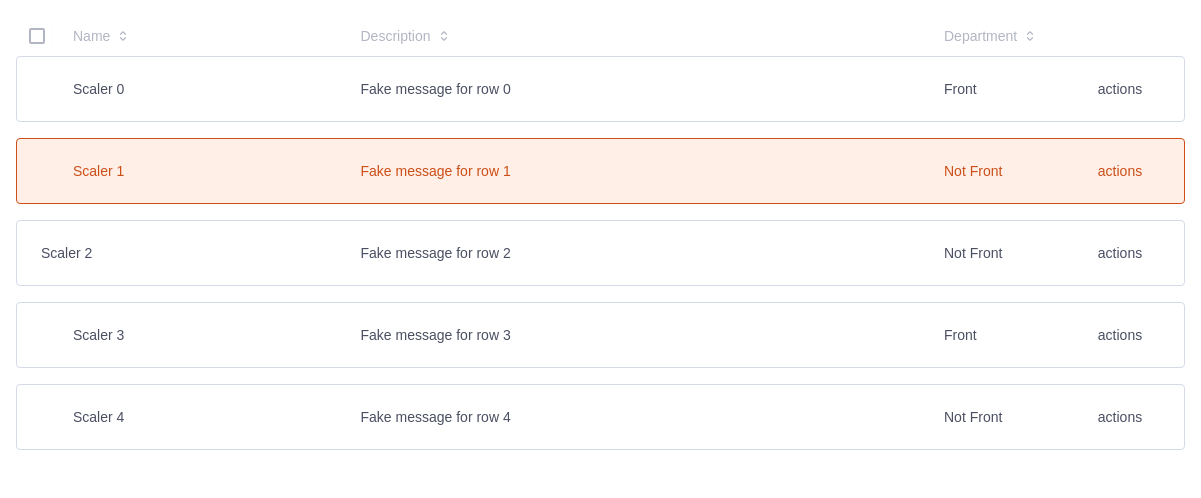 Name Description Department
Scaler 0 Fake message for row 0 Front actions
Scaler 1 Fake message for row 1 Not Front actions
Scaler 2 Fake message for row 2 Not Front actions
Scaler 3 Fake message for row 3 Front actions
Scaler 4 Fake message for row 4 Not Front actions